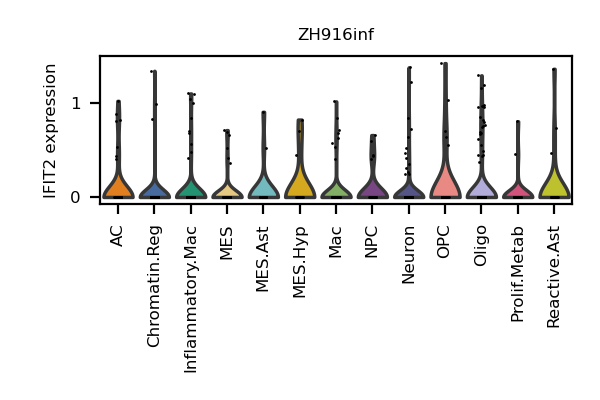 ZH916inf
IFIT2 expression
1
0
AC
Chromatin.Reg
Inflammatory.Mac
MES
MES.Ast
MES.Hyp
Mac
NPC
Neuron
OPC
Oligo
Prolif.Metab
Reactive.Ast